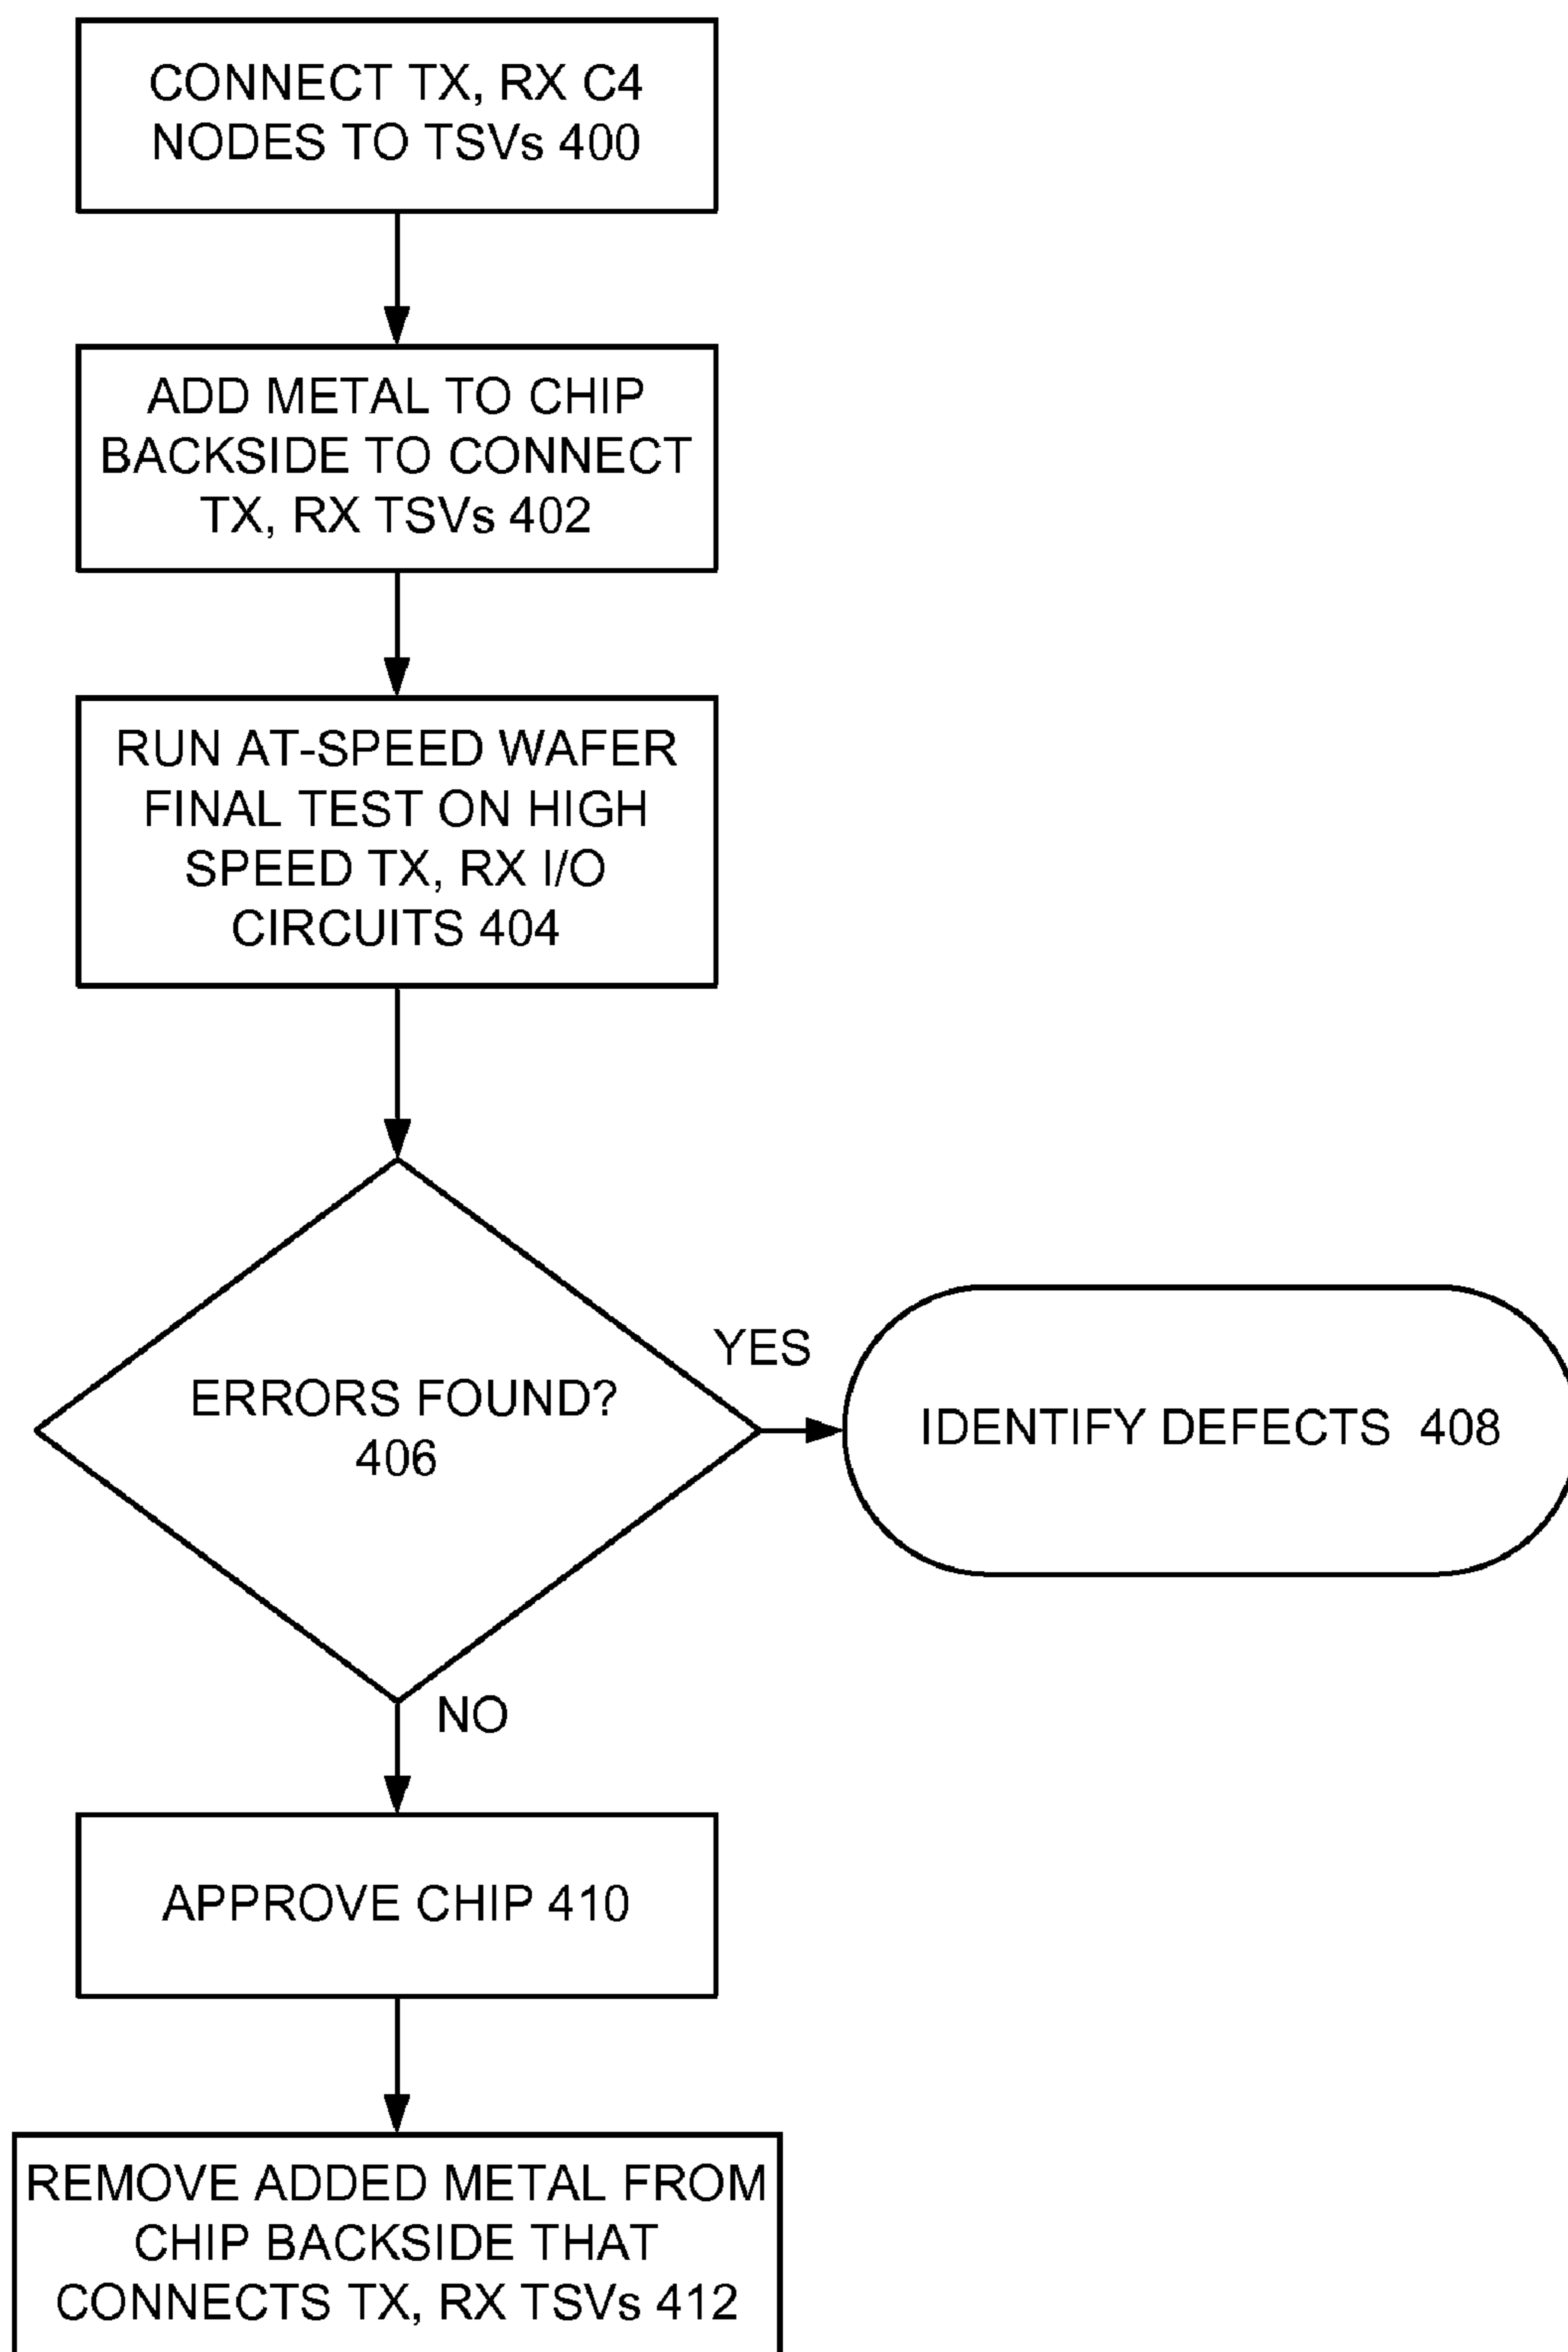 CONNECT TX, RX C4
NODES TO TSVs 400
ADD METAL TO CHIP
BACKSIDE TO CONNECT
TX, RX TSVs 402
RUN AT-SPEED WAFER
FINAL TEST ON HIGH
SPEED TX, RX I/O
CIRCUITS 404
ERRORS FOUND?
406
YES
IDENTIFY DEFECTS 408
NO
APPROVE CHIP 410
REMOVE ADDED METAL FROM
CHIP BACKSIDE THAT
CONNECTS TX, RX TSVs 412